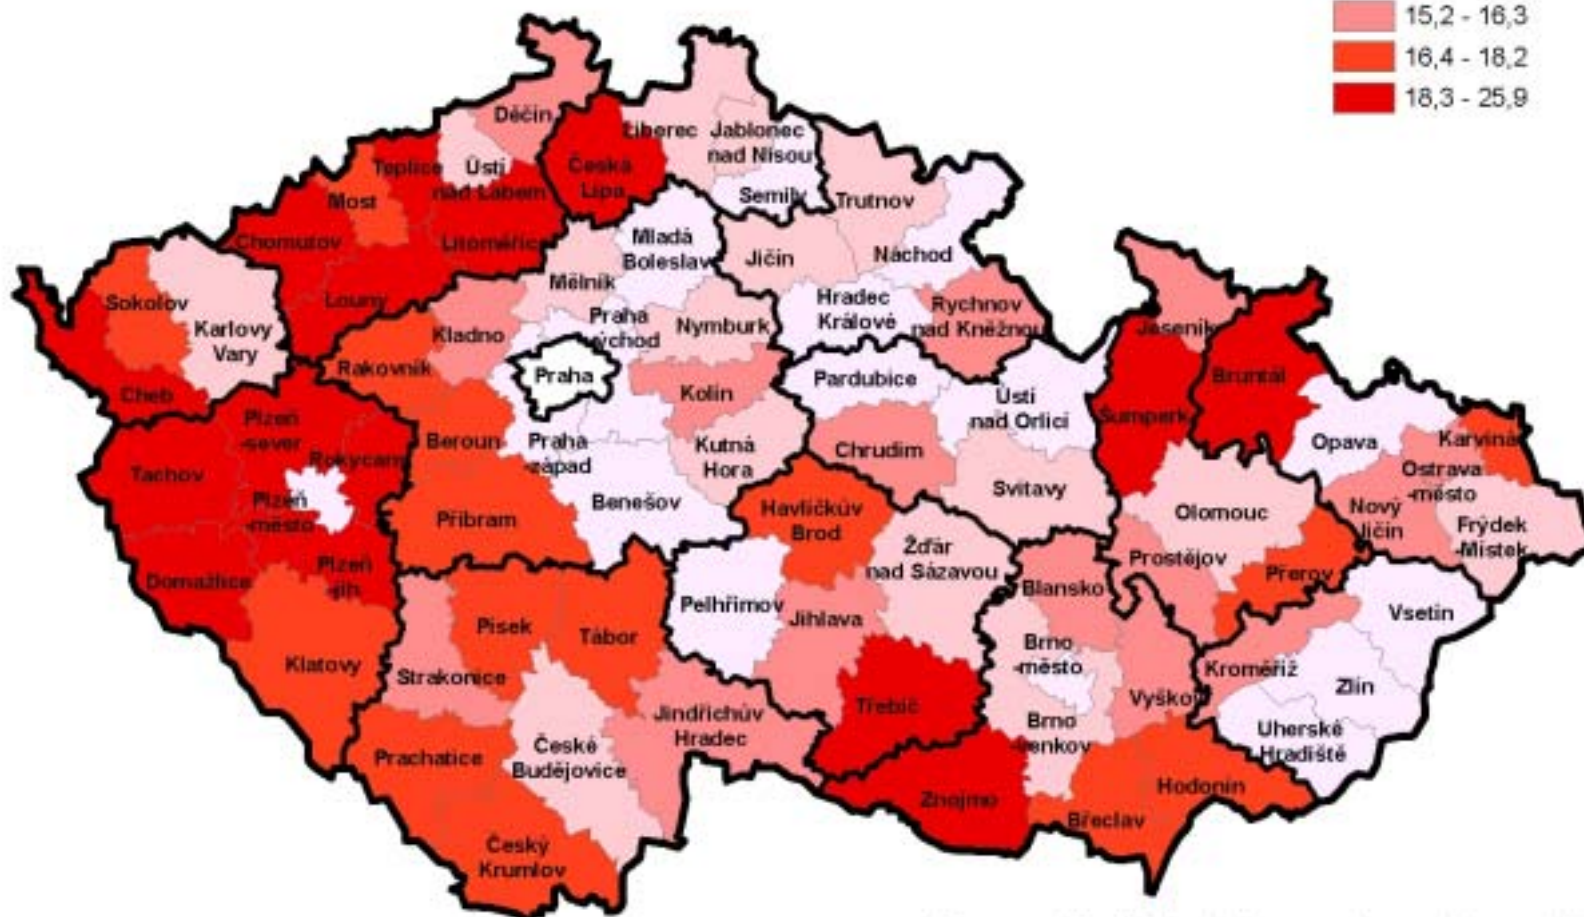 15,2 - 16,3
16,4 - 18,2
18,3 - 25,9
Děčín
Liberec
Jablonec
nad Nisou
Teplice
Ústí
nad Labem
Česká
Lípa
Most
Semily
Trutnov
Chomutov
Litoměřice
Mladá
Boleslav
Jičín
Náchod
Mělník
Sokolov
Louny
Karlovy
Vary
Kladno
Praha
východ
Nymburk
Hradec
Králové
Rychnov
nad Kněžnou
Jeseník
Rakovník
Praha
Pardubice
Bruntál
Cheb
Kolín
Ústí
nad Orlicí
Šumperk
Plzeň
-sever
Beroun
Praha
-západ
Kutná
Hora
Chrudim
Opava
Karviná
Tachov
Rokycany
Ostrava
-město
Plzeň
-město
Benešov
Svitavy
Příbram
Havlíčkův
Brod
Olomouc
Nový
Jičín
Frýdek
-Místek
Žďár
nad Sázavou
Prostějov
Přerov
Domažlice
Plzeň
-jih
Blansko
Pelhřimov
Jihlava
Vsetín
Písek
Tábor
Brno
-město
Klatovy
Strakonice
Kroměříž
Zlín
Třebíč
Vyškov
Jindřichův
Hradec
Brno
-venkov
Uherské
Hradiště
Prachatice
České
Budějovice
Znojmo
Hodonín
Břeclav
Český
Krumlov